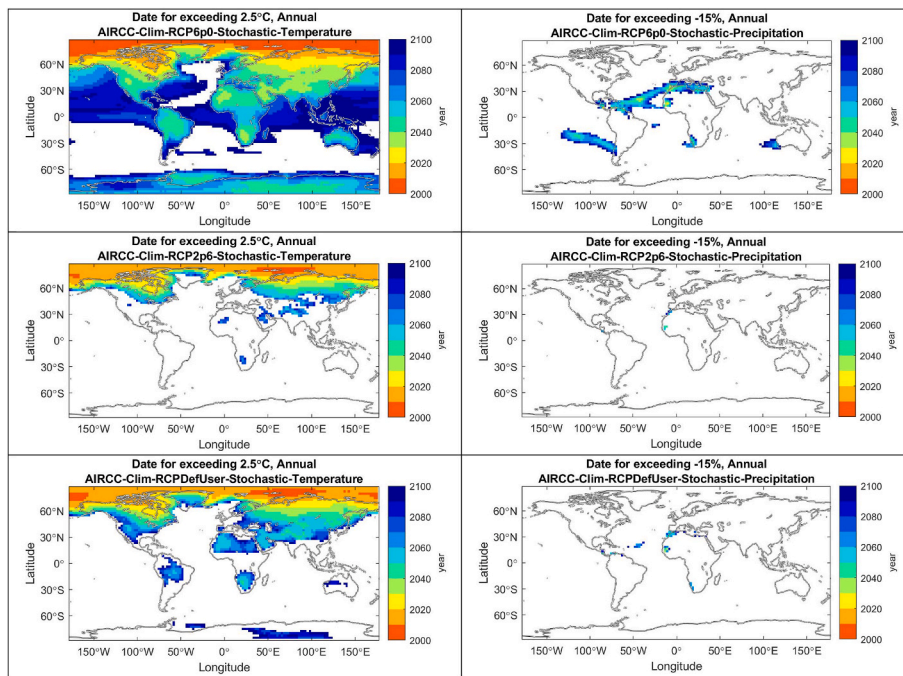 Date for exceeding 2.5°C, Annual
AIRCC-Clim-RCP6p0-Stochastic-Temperature
60°N
30°N
0°
30°S
60°S
Latitude
150°W 100°W 50°W 0° 50°E 100°E 150°E
Longitude
2100
2080
2060
2040
2020
2000
year
Date for exceeding -15%, Annual
AIRCC-Clim-RCP6p0-Stochastic-Precipitation
60°N
30°N
0°
30°S
60°S
Latitude
150°W 100°W 50°W 0° 50°E 100°E 150°E
Longitude
2100
2080
2060
2040
2020
2000
year
Date for exceeding 2.5°C, Annual
AIRCC-Clim-RCP2p6-Stochastic-Temperature
60°N
30°N
0°
30°S
60°S
Latitude
150°W 100°W 50°W 0° 50°E 100°E 150°E
Longitude
2100
2080
2060
2040
2020
2000
year
Date for exceeding -15%, Annual
AIRCC-Clim-RCP2p6-Stochastic-Precipitation
60°N
30°N
0°
30°S
60°S
Latitude
150°W 100°W 50°W 0° 50°E 100°E 150°E
Longitude
2100
2080
2060
2040
2020
2000
year
Date for exceeding 2.5°C, Annual
AIRCC-Clim-RCPDefUser-Stochastic-Temperature
60°N
30°N
0°
30°S
60°S
Latitude
150°W 100°W 50°W 0° 50°E 100°E 150°E
Longitude
2100
2080
2060
2040
2020
2000
year
Date for exceeding -15%, Annual
AIRCC-Clim-RCPDefUser-Stochastic-Precipitation
60°N
30°N
0°
30°S
60°S
Latitude
150°W 100°W 50°W 0° 50°E 100°E 150°E
Longitude
2100
2080
2060
2040
2020
2000
year